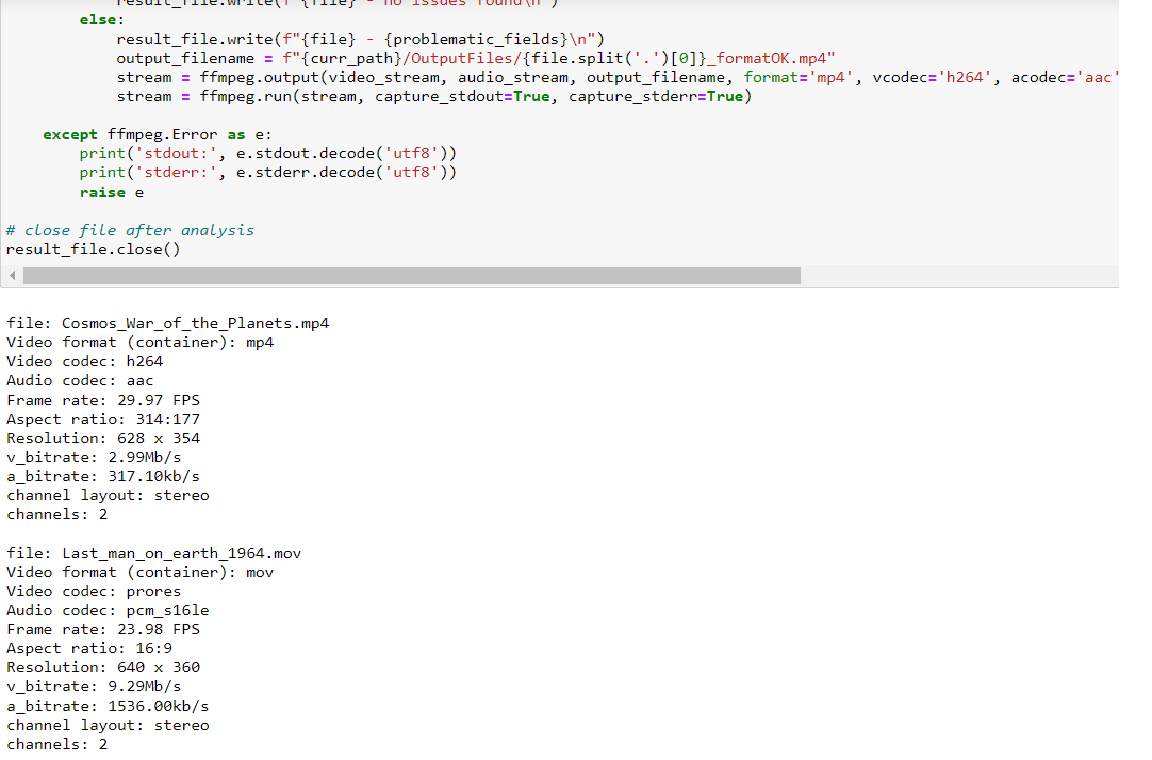 result_file.write(f"{file} - no issues found\n")
else:
result_file.write(f"{file} - {problematic_fields}\n")
output_filename = f"{curr_path}/OutputFiles/{file.split('.')[0]}_formatOK.mp4"
stream = ffmpeg.output(video_stream, audio_stream, output_filename, format='mp4', vcodec='h264', acodec='aac'
stream = ffmpeg.run(stream, capture_stdout=True, capture_stderr=True)
except ffmpeg.Error as e:
print('stdout:', e.stdout.decode('utf8'))
print('stderr:', e.stderr.decode('utf8'))
raise e
# close file after analysis
result_file.close()
file: Cosmos_War_of_the_Planets.mp4
Video format (container): mp4
Video codec: h264
Audio codec: aac
Frame rate: 29.97 FPS
Aspect ratio: 314:177
Resolution: 628 x 354
v_bitrate: 2.99Mb/s
a_bitrate: 317.10kb/s
channel layout: stereo
channels: 2
file: Last_man_on_earth_1964.mov
Video format (container): mov
Video codec: prores
Audio codec: pcm_s16le
Frame rate: 23.98 FPS
Aspect ratio: 16:9
Resolution: 640 x 360
v_bitrate: 9.29Mb/s
a_bitrate: 1536.00kb/s
channel layout: stereo
channels: 2